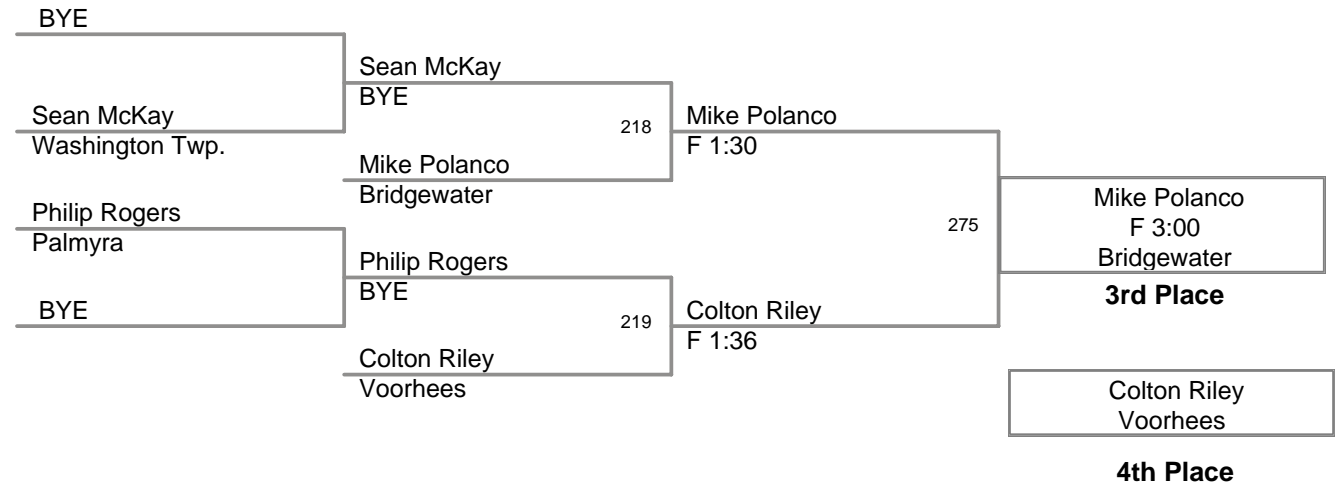 BYE
Sean McKay
BYE
Sean McKay
Washington Twp.
218
Mike Polanco
F 1:30
Mike Polanco
Bridgewater
Philip Rogers
Palmyra
275
Mike Polanco
F 3:00
Bridgewater
3rd Place
Philip Rogers
BYE
BYE
219
Colton Riley
F 1:36
Colton Riley
Voorhees
Colton Riley
Voorhees
4th Place